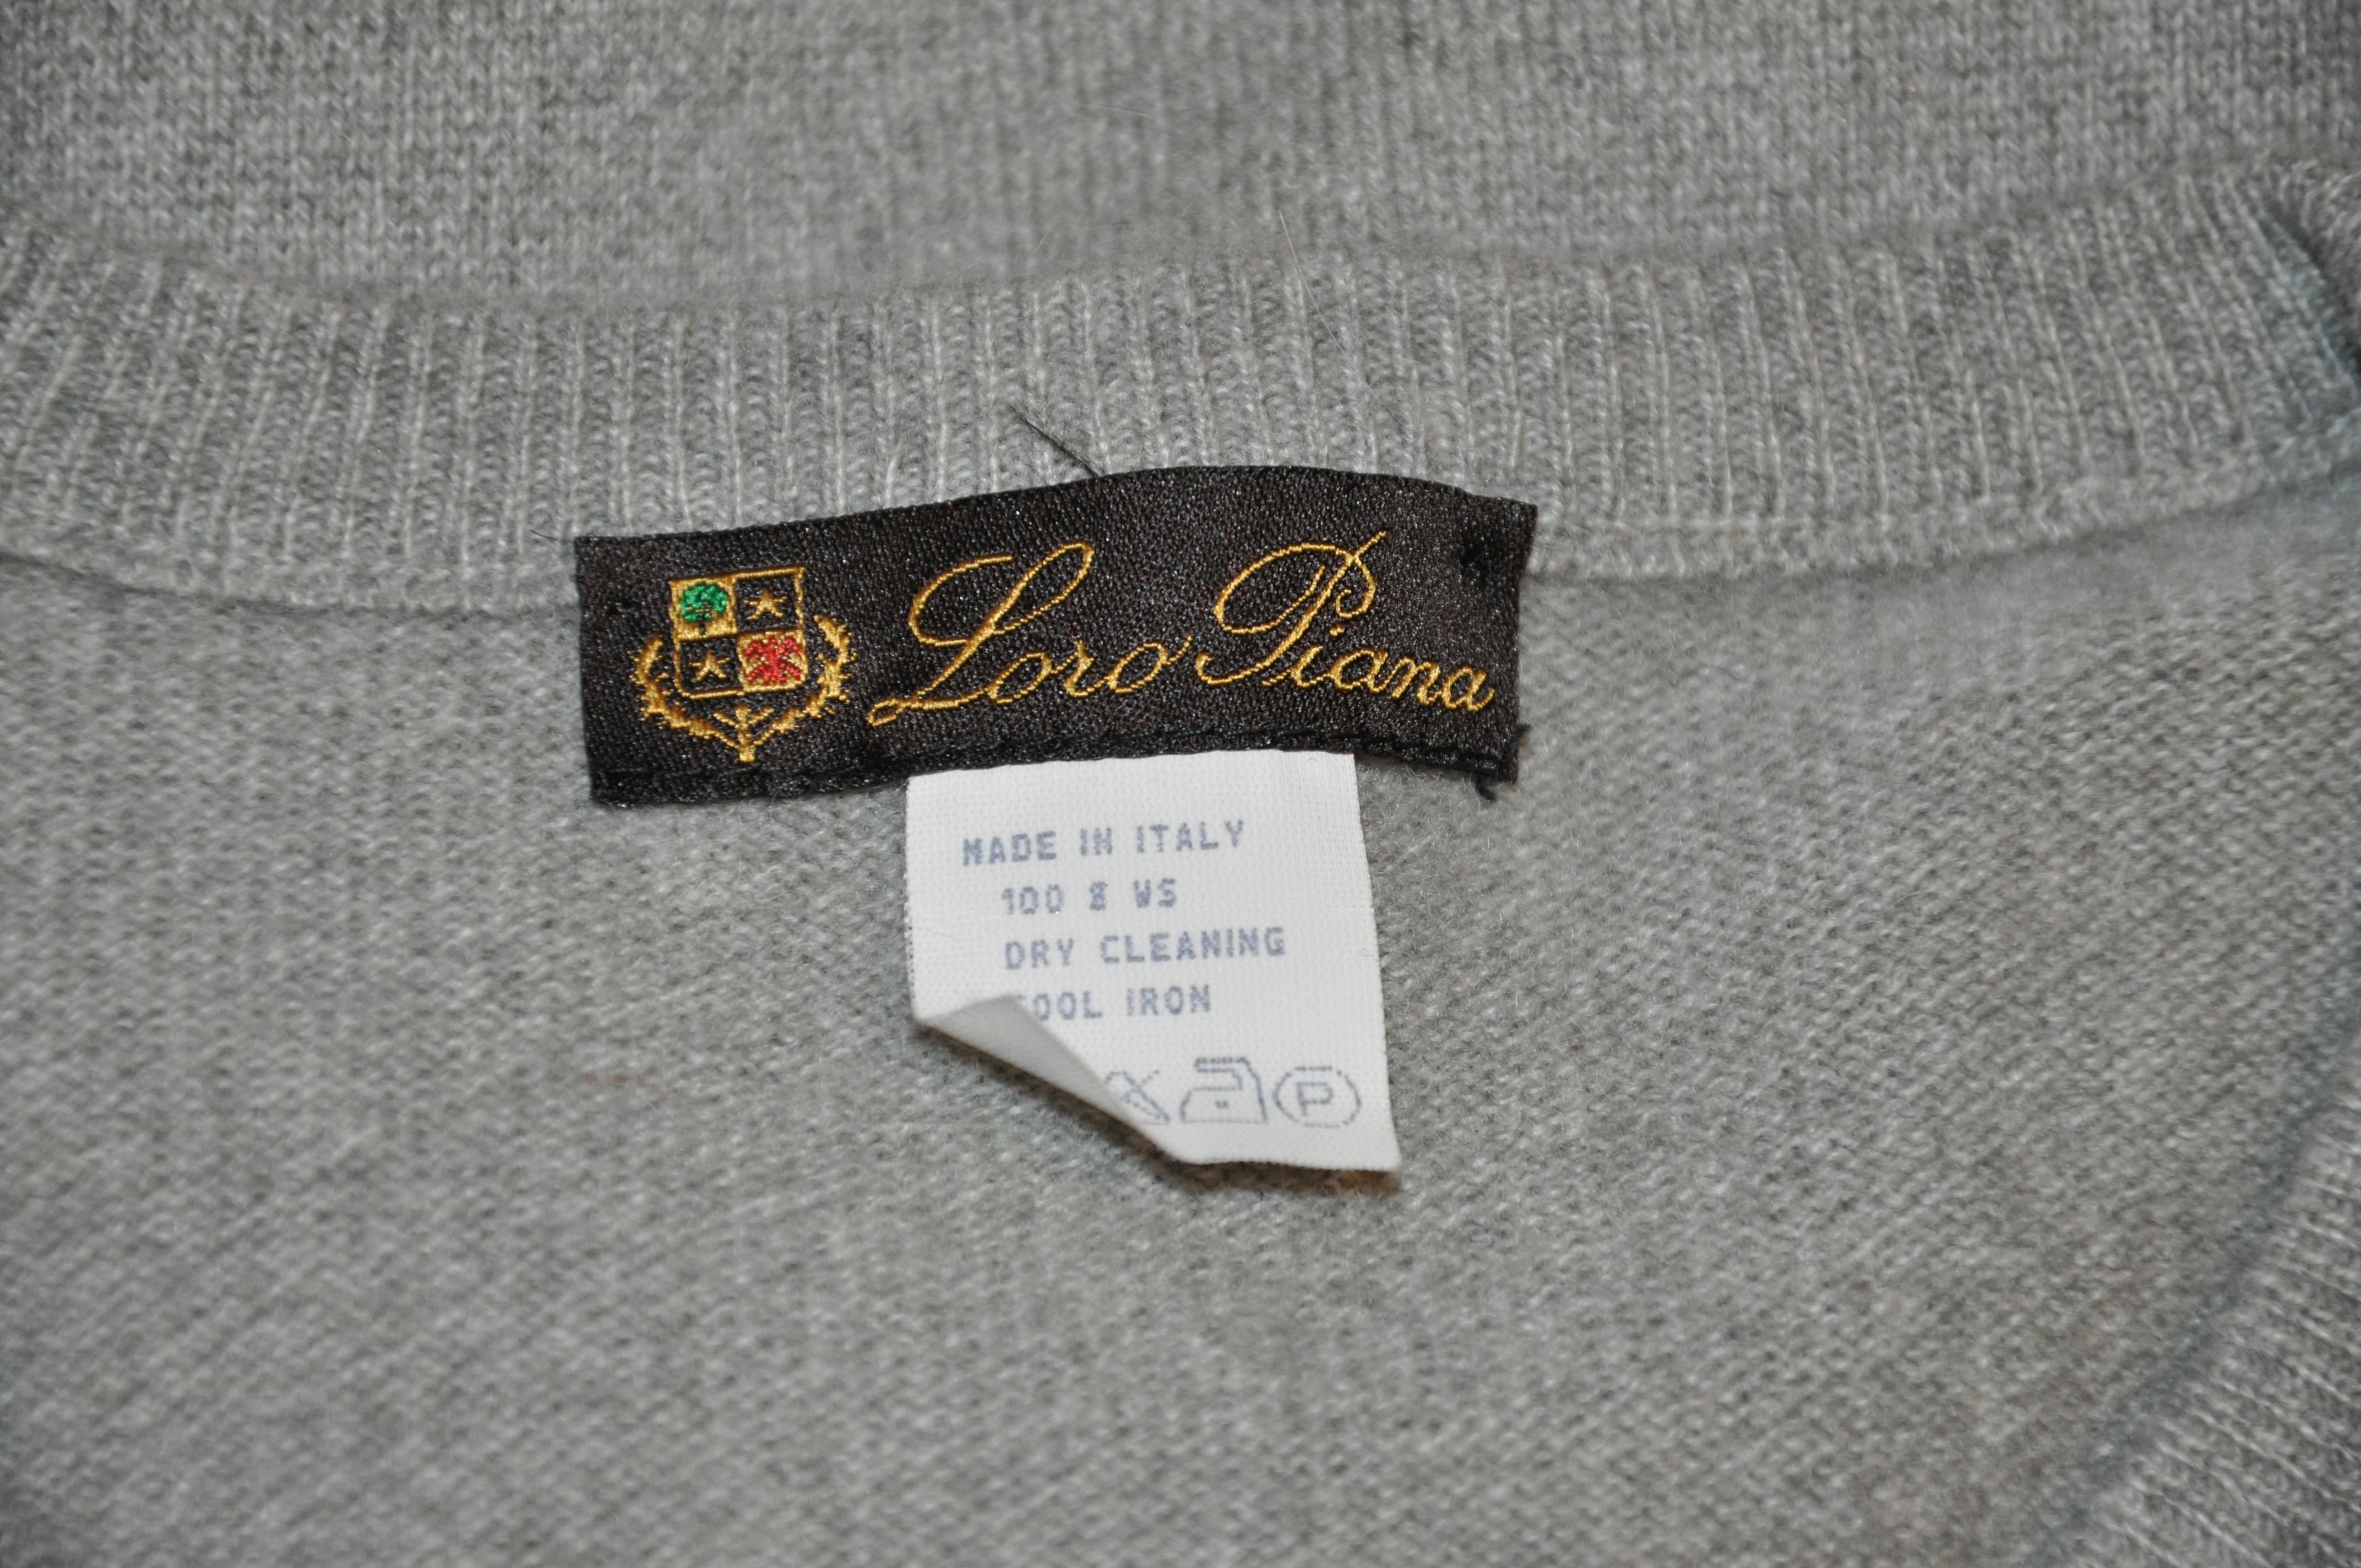 Loro Piana
MADE IN ITALY
100 % WS
DRY CLEANING
COOL IRON
P